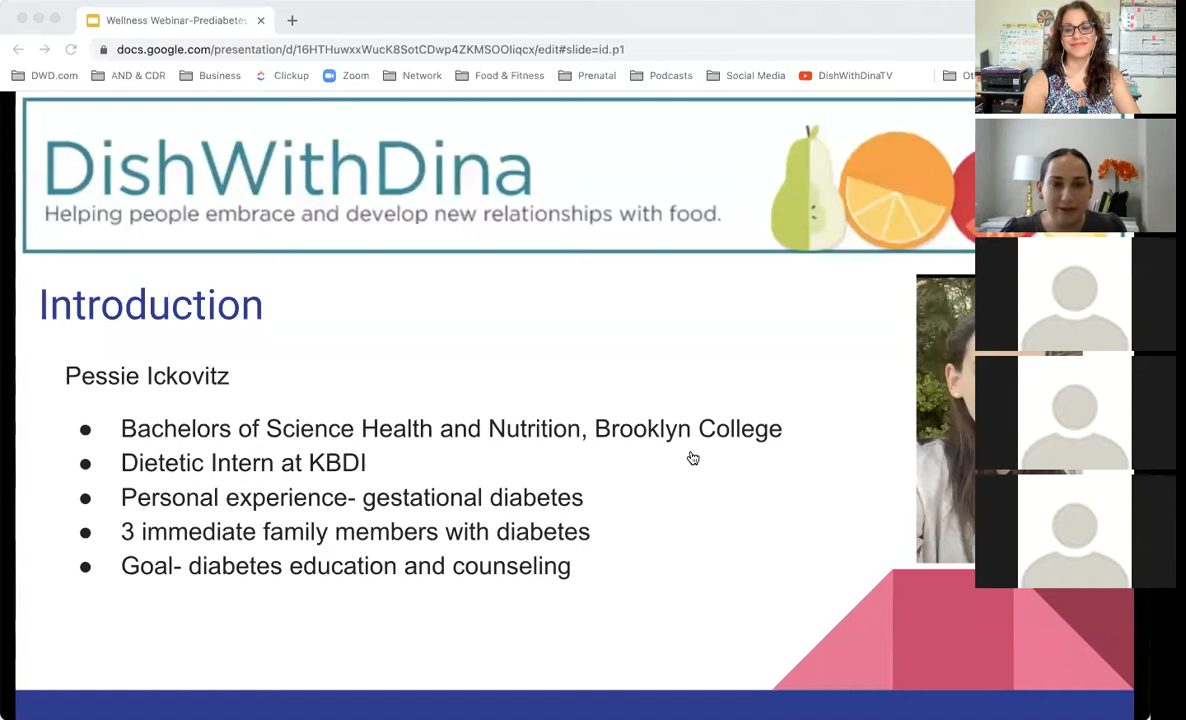 Wellness Webinar-Prediabetes
docs.google.com/presentation/d/16HTHuwxxWucK8SotCDwp4ZKMSOOliqcx/edit#slide=id.p1
DWD.com AND & CDR Business Clickup Zoom Network Food & Fitness Prenatal Podcasts Social Media DishWithDinaTV
DishWithDina
Helping people embrace and develop new relationships with food.
Introduction
Pessie Ickovitz
● Bachelors of Science Health and Nutrition, Brooklyn College
● Dietetic Intern at KBDI
● Personal experience- gestational diabetes
● 3 immediate family members with diabetes
● Goal- diabetes education and counseling